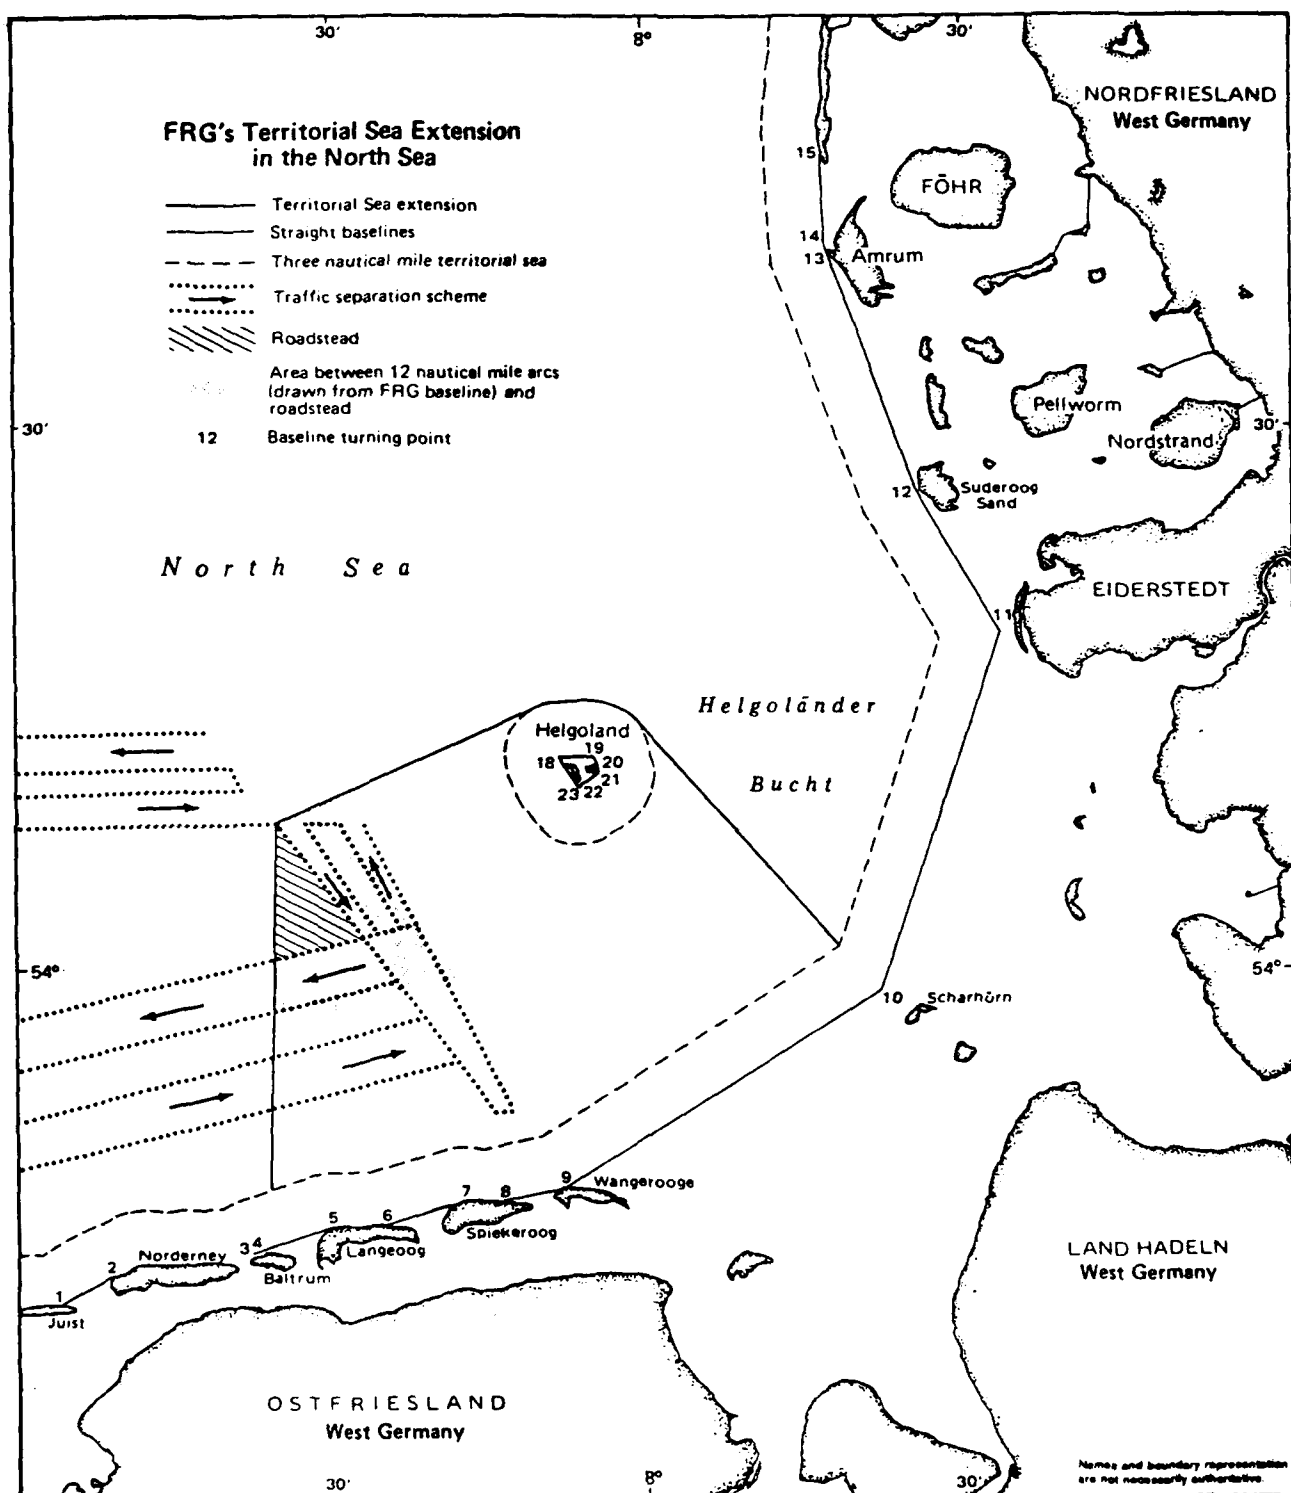 30'
8°
30'
NORDFRIESLAND
West Germany
FRG's Territorial Sea Extension
in the North Sea
Territorial Sea extension
Straight baselines
Three nautical mile territorial sea
Traffic separation scheme
Roadstead
Area between 12 nautical mile arcs
(drawn from FRG baseline) and
roadstead
12 Baseline turning point
15
FÖHR
14
13
Amrum
30'
Pellworm
30'
Nordstrand
12
Suderoog
Sand
North Sea
EIDERSTEDT
11
Helgoländer
Bucht
Helgoland
19
18
20
21
23
22
54°
54°
10
Scharhörn
9
Wangerooge
7
8
Spiekeroog
5
6
Langeoog
3
4
Baltrum
Norderney
2
1
Juist
LAND HADELN
West Germany
OSTFRIESLAND
West Germany
30'
8°
30'
Names and boundary representation
are not necessarily authoritative.